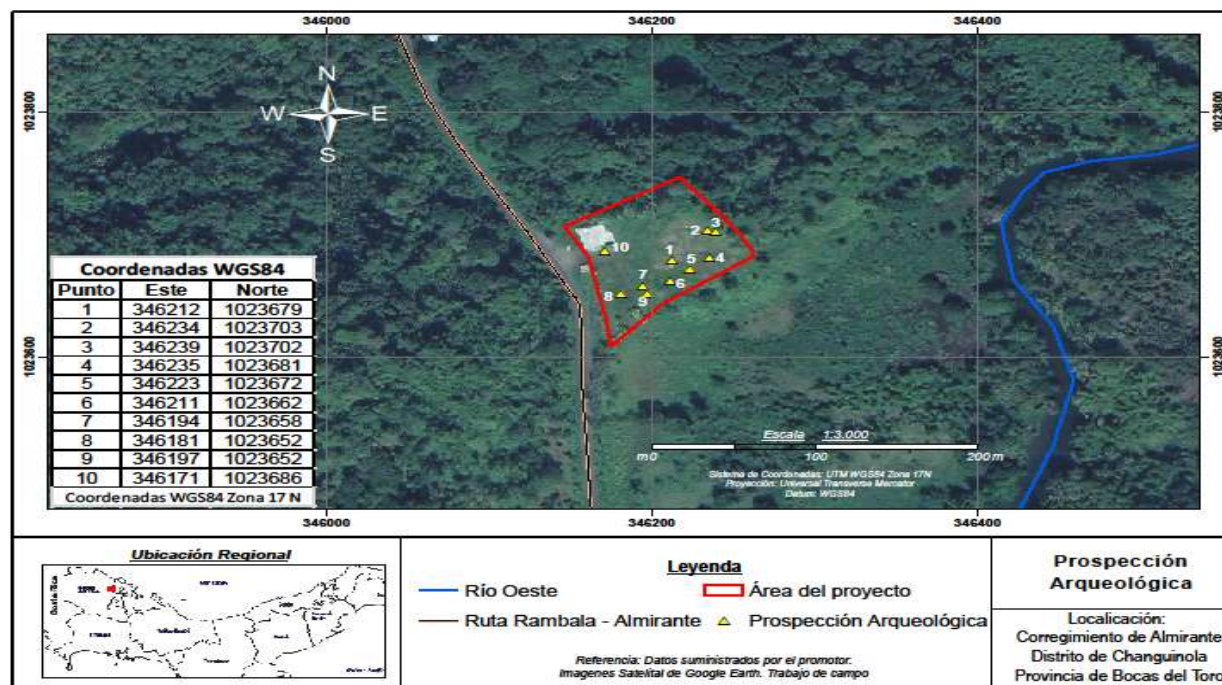 346000 346200 346400
1023800 1023800
N
W E
S
Coordenadas WGS84
Punto Este Norte
1 346212 1023679
2 346234 1023703
3 346239 1023702
4 346235 1023681
5 346223 1023672
6 346211 1023662
7 346194 1023658
8 346181 1023652
9 346197 1023652
10 346171 1023686
Coordenadas WGS84 Zona 17 N
2 3
10 1
5 4
7 6
8 9
1023600 1023600
Escala 1:3.000
m0 100 200 m
Sistema de Coordenadas: UTM WGS84 Zona 17N
Proyección: Universal Transverse Mercator
Datum: WGS84
346000 346200 346400
Ubicación Regional
Costa Rica
Leyenda
Río Oeste
Área del proyecto
Ruta Rambala - Almirante
Prospección Arqueológica
Referencia: Datos suministrados por el promotor.
Imagenes Satelital de Google Earth. Trabajo de campo
Prospección
Arqueológica
Localicación:
Corregimiento de Almirante
Distrito de Changuinola
Provincia de Bocas del Toro